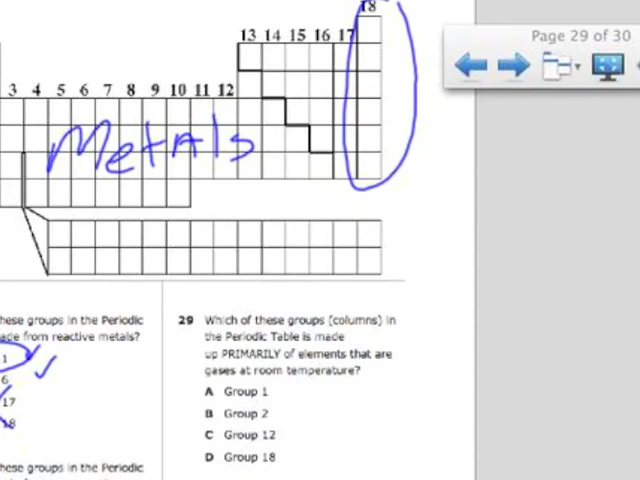 18
13 14 15 16 17
3 4 5 6 7 8 9 10 11 12
Metals
Page 29 of 30
hese groups in the Periodic
ade from reactive metals?
1
6
17
18
hese groups in the Periodic
29 Which of these groups (columns) in
the Periodic Table is made
up PRIMARILY of elements that are
gases at room temperature?
A Group 1
B Group 2
C Group 12
D Group 18